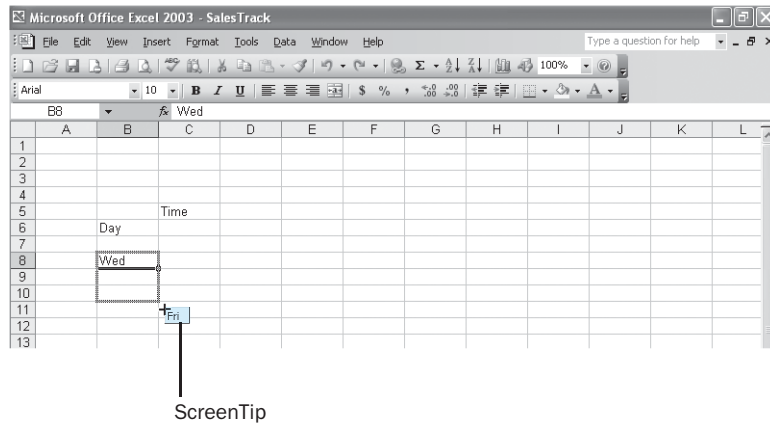 Microsoft Office Excel 2003 - SalesTrack
File Edit View Insert Format Tools Data Window Help Type a question for help
100%
Arial 10 B I U $ % , .00 .00 A
B8 fx Wed
A B C D E F G H I J K L
1
2
3
4
5 Time
6 Day
7
8 Wed
9
10
11 Fri
12
13
ScreenTip